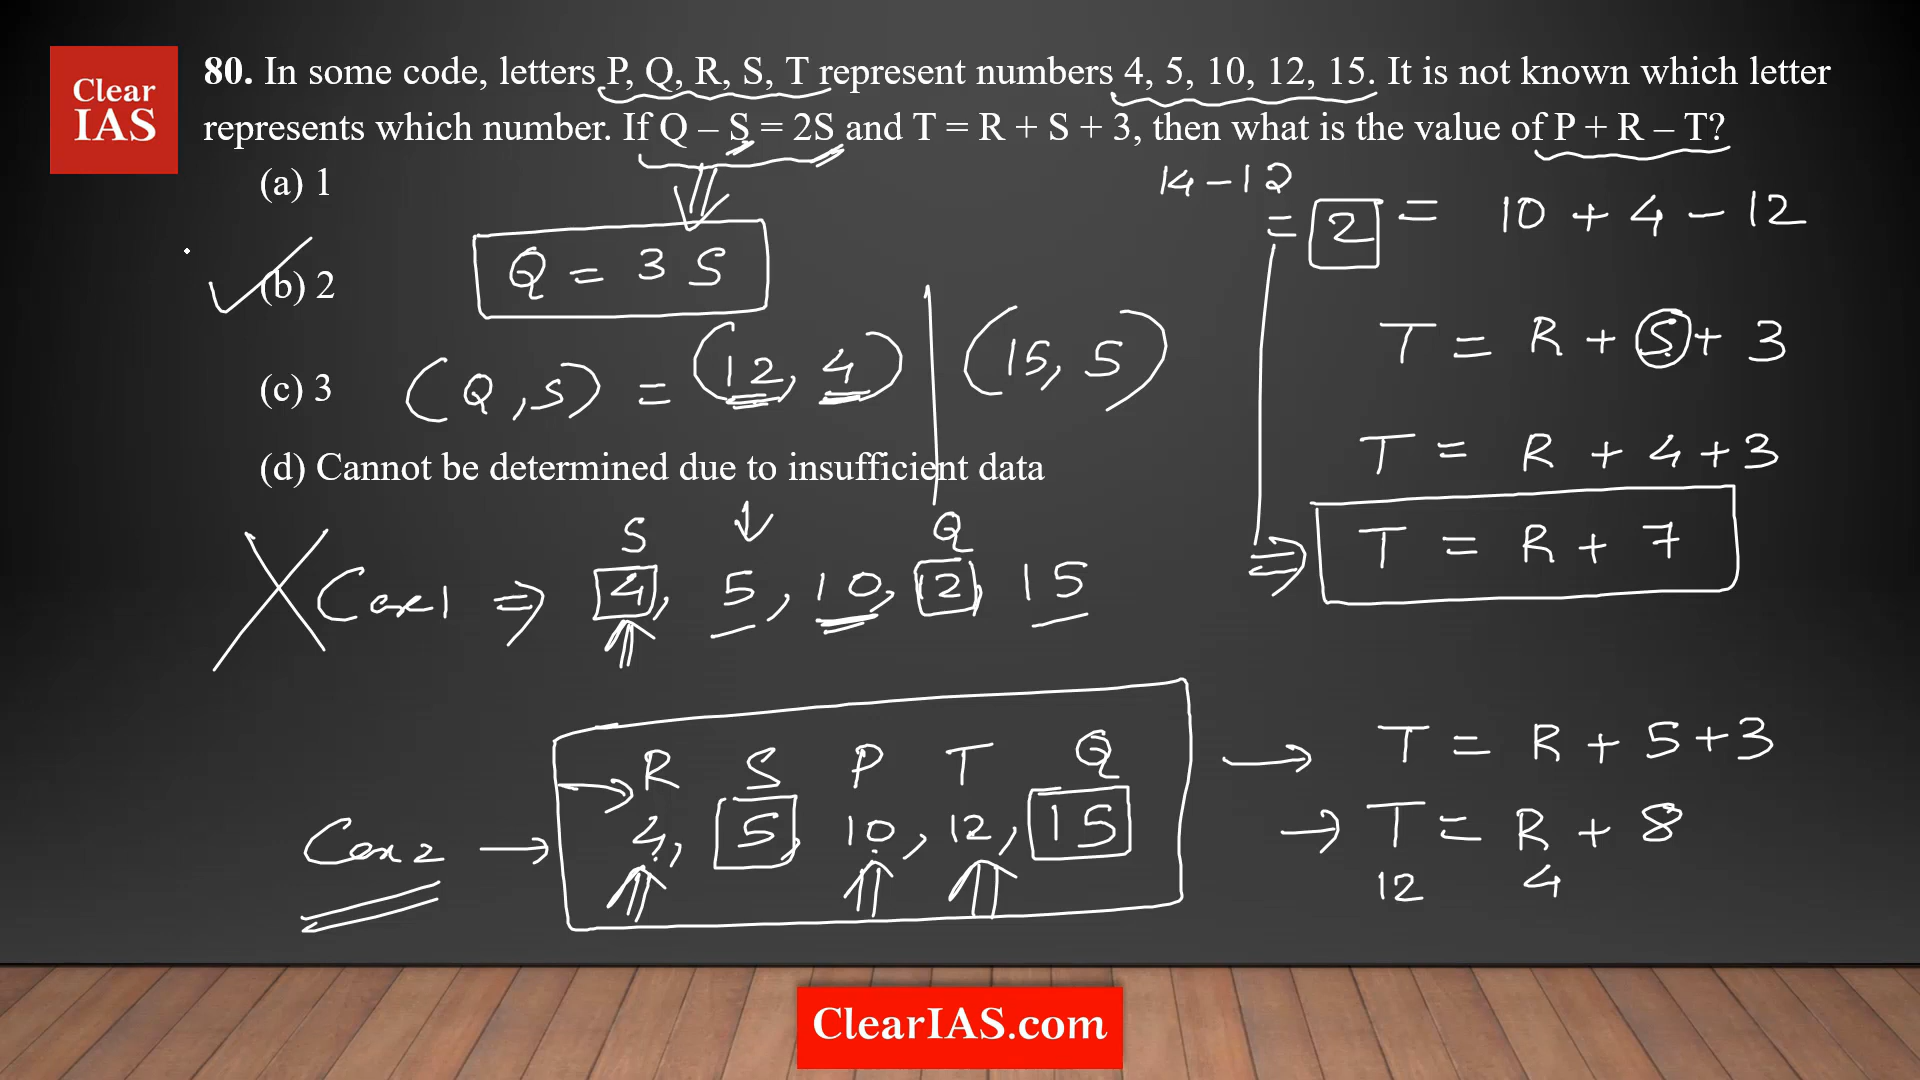 Clear
IAS
80. In some code, letters P, Q, R, S, T represent numbers 4, 5, 10, 12, 15. It is not known which letter
represents which number. If Q – S = 2S and T = R + S + 3, then what is the value of P + R – T?
(a) 1
14 – 12
= 2 = 10 + 4 – 12
(b) 2
Q = 3 S
T = R + S + 3
(c) 3
(Q, S) = (12, 4) (15, 5)
T = R + 4 + 3
(d) Cannot be determined due to insufficient data
S Q
Case 1 ⇒ 4, 5, 10, 12, 15
⇒ T = R + 7
R S P T Q
→ T = R + 5 + 3
Case 2 → 4, 5, 10, 12, 15
→ T = R + 8
12 4
ClearIAS.com